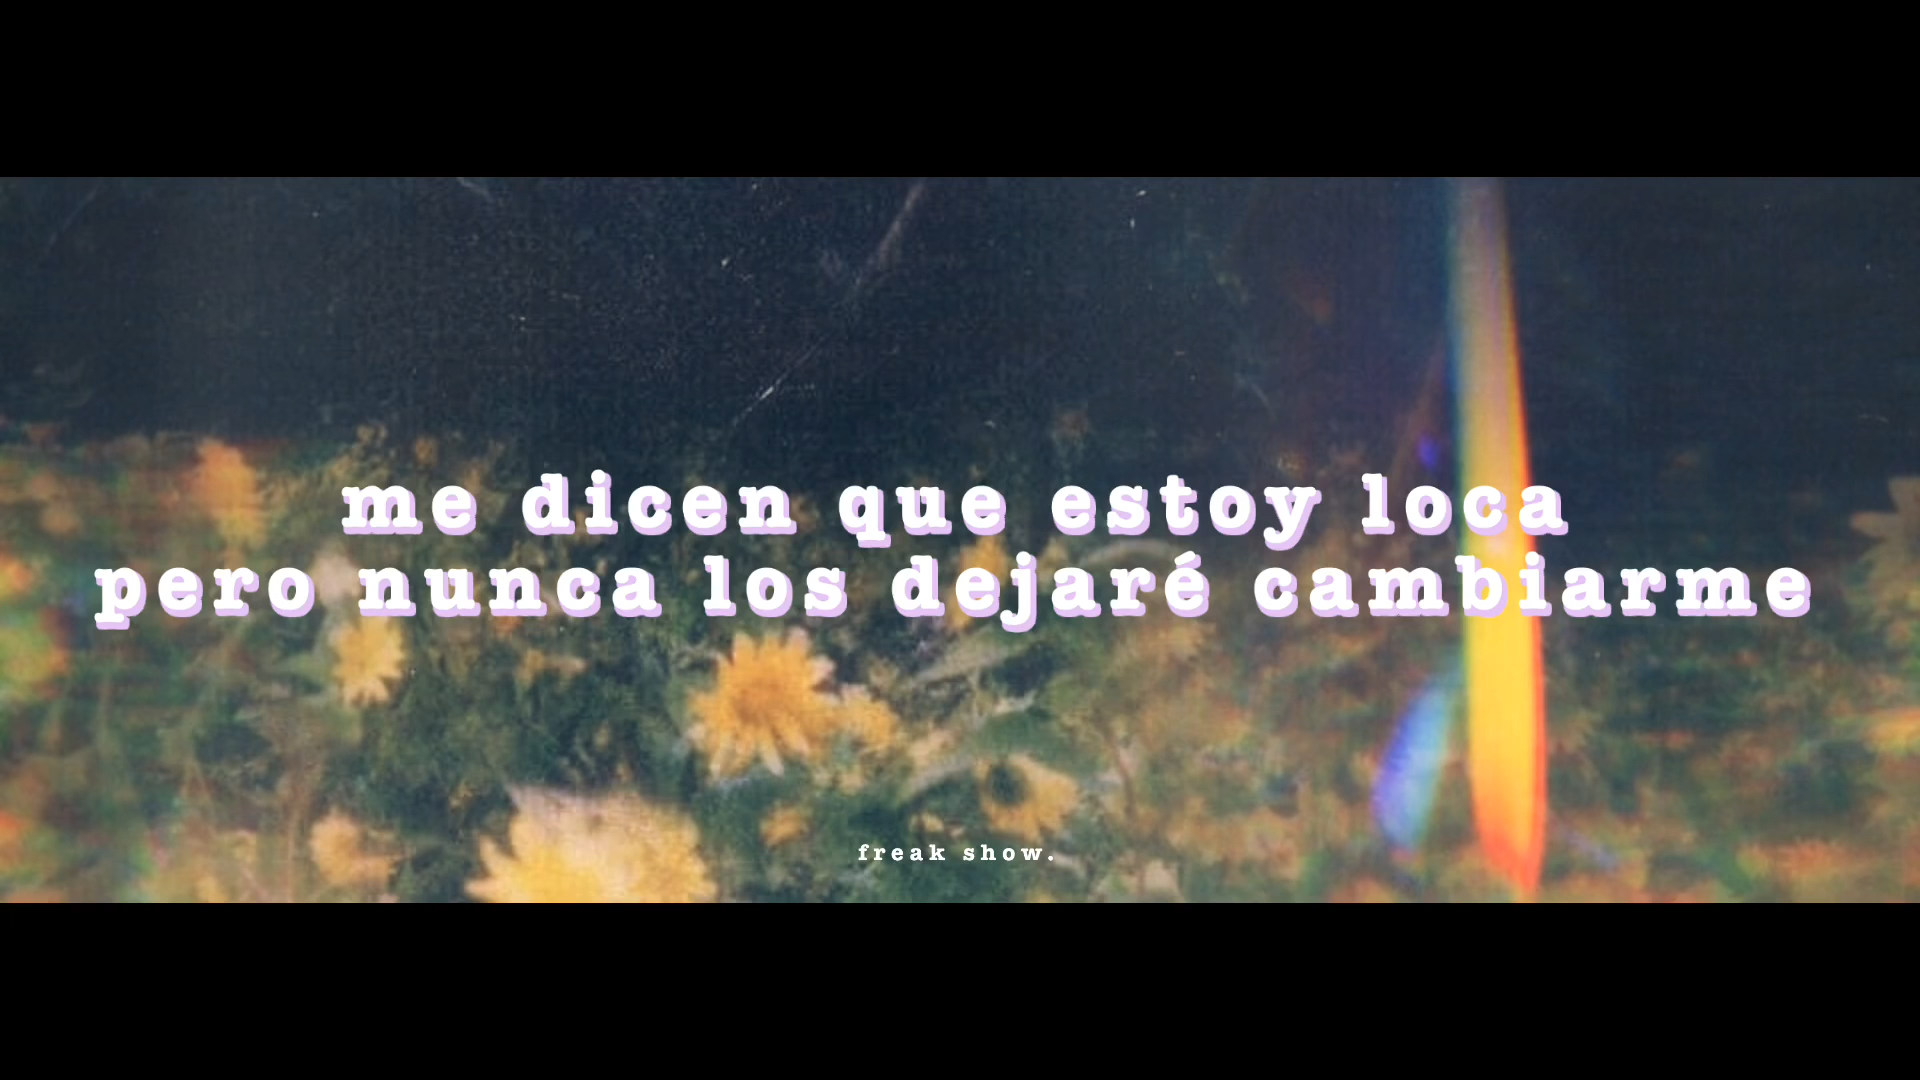 me dicen que estoy loca
pero nunca los dejaré cambiarme
freak show.